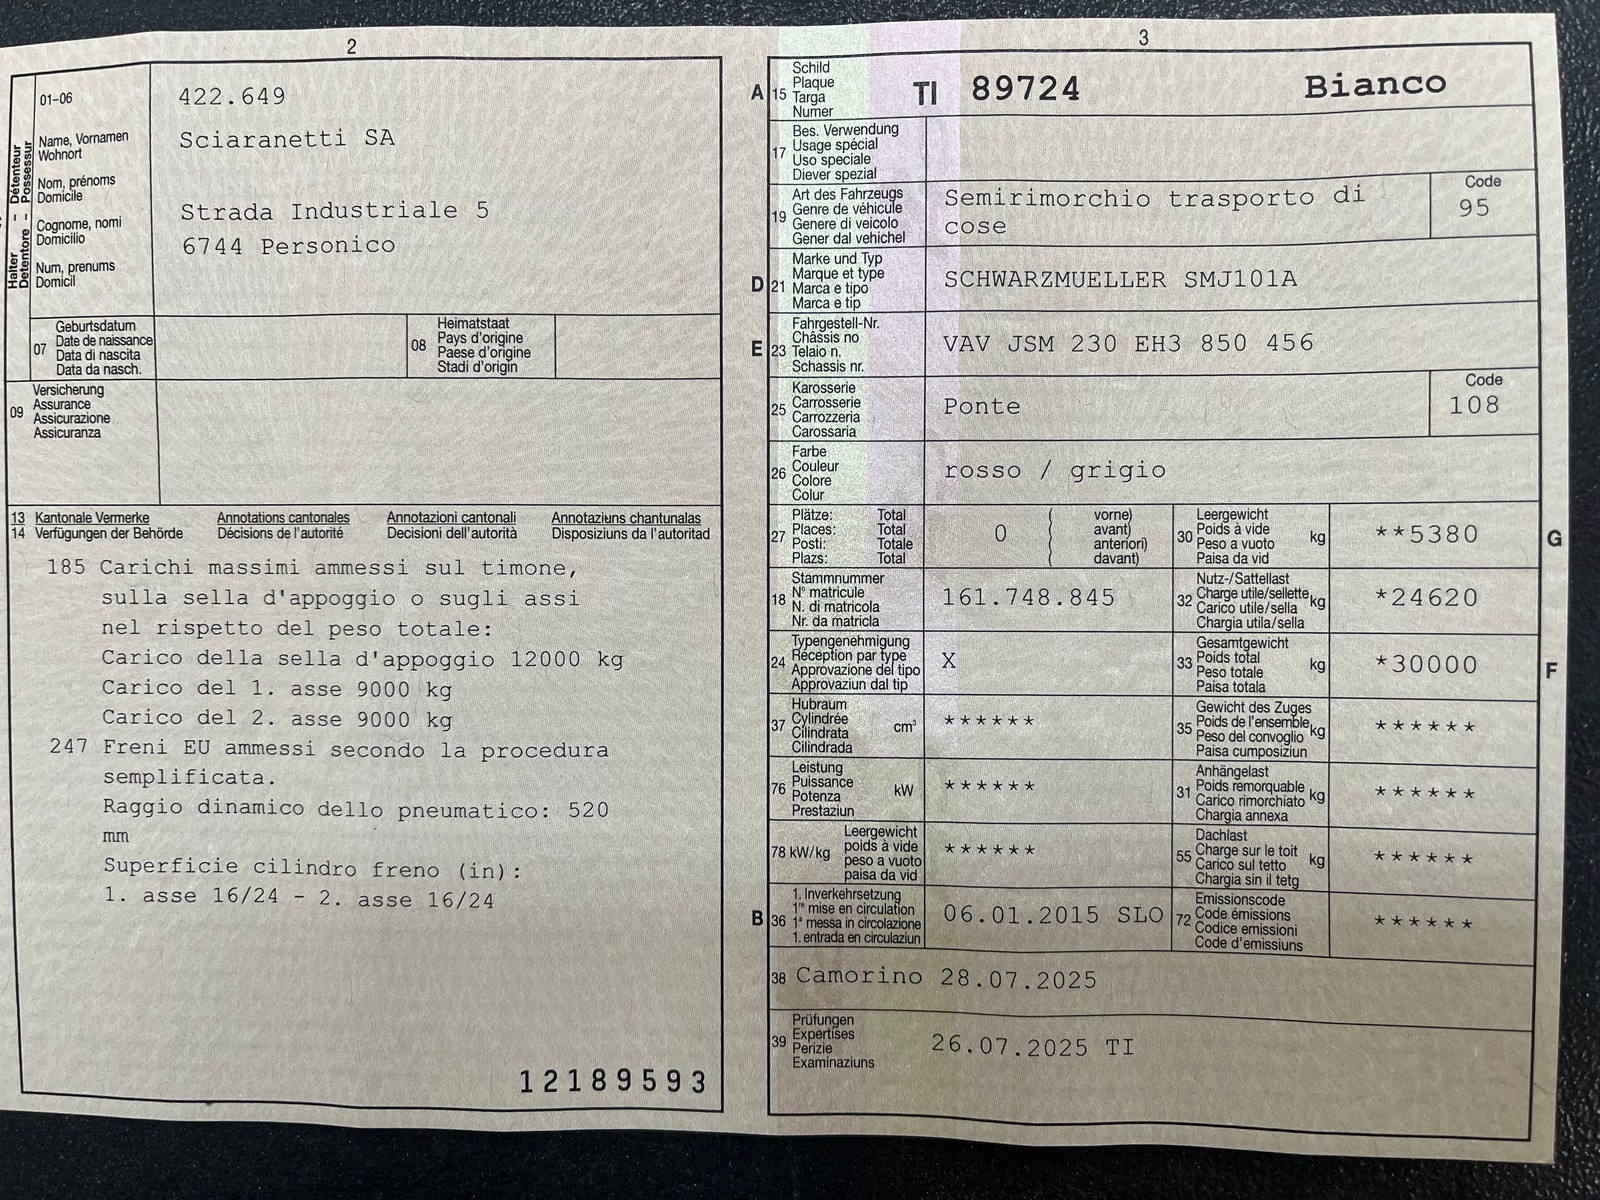 2
01-06
422.649
Halter - Détenteur
Detentore - Possessur
Name, Vornamen
Wohnort
Sciaranetti SA
Nom, prénoms
Domicile
Strada Industriale 5
Cognome, nomi
Domicilio
6744 Personico
Num, prenums
Domicil
07
Geburtsdatum
Date de naissance
Data di nascita
Data da nasch.
08
Heimatstaat
Pays d'origine
Paese d'origine
Stadi d'origin
09
Versicherung
Assurance
Assicurazione
Assicuranza
13 Kantonale Vermerke Annotations cantonales Annotazioni cantonali Annotaziuns chantunalas
14 Verfügungen der Behörde Décisions de l'autorité Decisioni dell'autorità Disposiziuns da l'autoritad
185 Carichi massimi ammessi sul timone,
sulla sella d'appoggio o sugli assi
nel rispetto del peso totale:
Carico della sella d'appoggio 12000 kg
Carico del 1. asse 9000 kg
Carico del 2. asse 9000 kg
247 Freni EU ammessi secondo la procedura
semplificata.
Raggio dinamico dello pneumatico: 520
mm
Superficie cilindro freno (in):
1. asse 16/24 - 2. asse 16/24
12189593
3
A 15
Schild
Plaque
Targa
Numer
TI 89724 Bianco
17
Bes. Verwendung
Usage spécial
Uso speciale
Diever spezial
19
Art des Fahrzeugs
Genre de véhicule
Genere di veicolo
Gener dal vehichel
Semirimorchio trasporto di
cose
Code
95
D 21
Marke und Typ
Marque et type
Marca e tipo
Marca e tip
SCHWARZMUELLER SMJ101A
E 23
Fahrgestell-Nr.
Châssis no
Telaio n.
Schassis nr.
VAV JSM 230 EH3 850 456
25
Karosserie
Carrosserie
Carrozzeria
Carossaria
Ponte
Code
108
26
Farbe
Couleur
Colore
Colur
rosso / grigio
27
Plätze: Total
Places: Total
Posti: Totale
Plazs: Total
0
( vorne)
avant)
anteriori)
( davant)
30
Leergewicht
Poids à vide
Peso a vuoto
Paisa da vid
kg
**5380
G
18
Stammnummer
N° matricule
N. di matricola
Nr. da matricla
161.748.845
32
Nutz-/Sattellast
Charge utile/sellette
Carico utile/sella
Chargia utila/sella
kg
*24620
24
Typengenehmigung
Réception par type
Approvazione del tipo
Approvaziun dal tip
X
33
Gesamtgewicht
Poids total
Peso totale
Paisa totala
kg
*30000
F
37
Hubraum
Cylindrée
Cilindrata
Cilindrada
cm³
******
35
Gewicht des Zuges
Poids de l'ensemble
Peso del convoglio
Paisa cumposiziun
kg
******
76
Leistung
Puissance
Potenza
Prestaziun
kW
******
31
Anhängelast
Poids remorquable
Carico rimorchiato
Chargia annexa
kg
******
78 kW/kg
Leergewicht
poids à vide
peso a vuoto
paisa da vid
******
55
Dachlast
Charge sur le toit
Carico sul tetto
Chargia sin il tetg
kg
******
B 36
1. Inverkehrsetzung
1re mise en circulation
1a messa in circolazione
1. entrada en circulaziun
06.01.2015 SLO
72
Emissionscode
Code émissions
Codice emissioni
Code d'emissiuns
******
38 Camorino 28.07.2025
39
Prüfungen
Expertises
Perizie
Examinaziuns
26.07.2025 TI